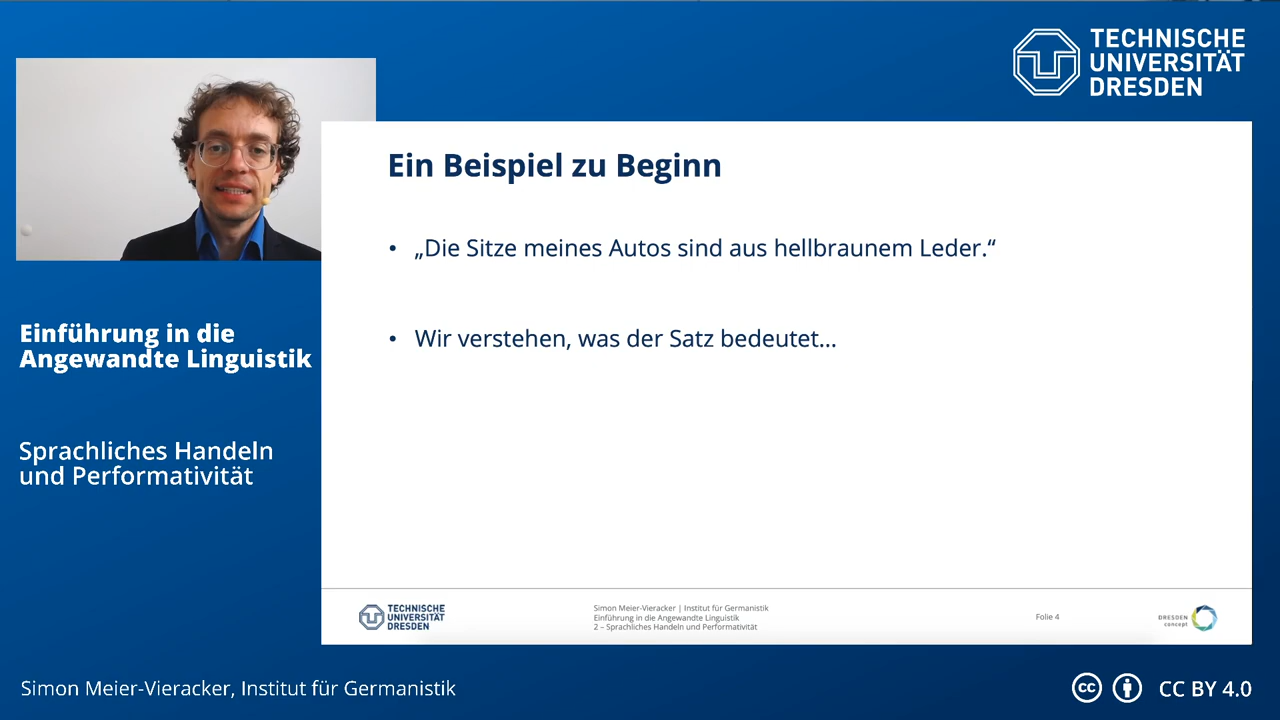 TECHNISCHE
UNIVERSITÄT
DRESDEN
Ein Beispiel zu Beginn
• „Die Sitze meines Autos sind aus hellbraunem Leder.“
• Wir verstehen, was der Satz bedeutet…
Einführung in die
Angewandte Linguistik
Sprachliches Handeln
und Performativität
TECHNISCHE
UNIVERSITÄT
DRESDEN
Simon Meier-Vieracker | Institut für Germanistik
Einführung in die Angewandte Linguistik
2 – Sprachliches Handeln und Performativität
Folie 4
DRESDEN
concept
Simon Meier-Vieracker, Institut für Germanistik
cc CC BY 4.0